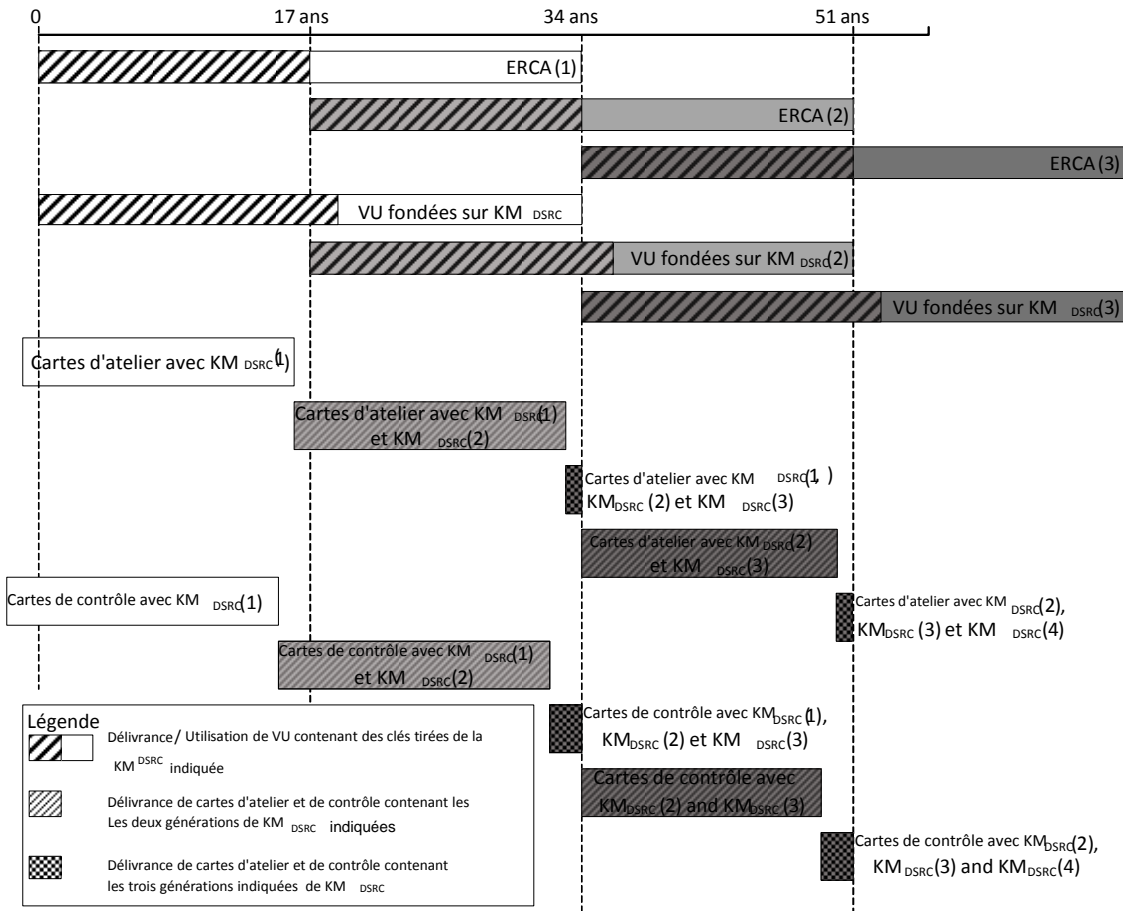 0 17 ans 34 ans 51 ans
ERCA (1)
ERCA (2)
ERCA (3)
VU fondées sur KM DSRC
VU fondées sur KM DSRC(2)
VU fondées sur KM DSRC(3)
Cartes d'atelier avec KM DSRC(1)
Cartes d'atelier avec KM DSRC(1)
et KM DSRC(2)
Cartes d'atelier avec KM DSRC(1, )
KMDSRC (2) et KM DSRC(3)
Cartes d'atelier avec KM DSRC(2)
et KM DSRC(3)
Cartes de contrôle avec KM DSRC(1)
Cartes d'atelier avec KM DSRC(2),
KMDSRC (3) et KM DSRC(4)
Cartes de contrôle avec KM DSRC(1)
et KM DSRC(2)
Cartes de contrôle avec KMDSRC(1),
KMDSRC (2) et KM DSRC(3)
Cartes de contrôle avec
KMDSRC (2) and KMDSRC(3)
Cartes de contrôle avec KMDSRC(2),
KM DSRC(3) and KMDSRC(4)
Légende
Délivrance/ Utilisation de VU contenant des clés tirées de la
KM DSRC indiquée
Délivrance de cartes d'atelier et de contrôle contenant les
Les deux générations de KM DSRC indiquées
Délivrance de cartes d'atelier et de contrôle contenant
les trois générations indiquées de KM DSRC